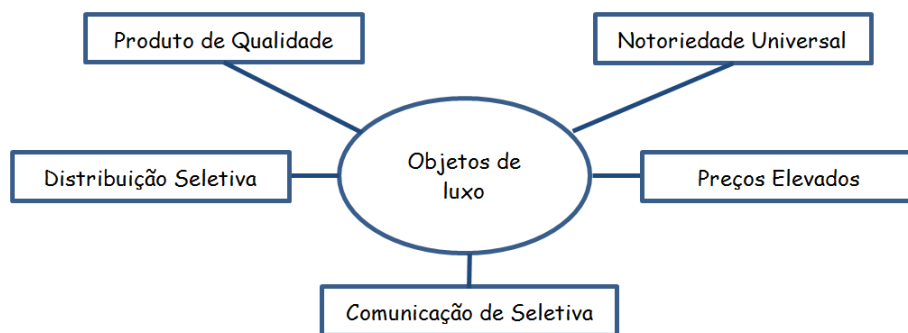 Produto de Qualidade
Notoriedade Universal
Objetos de
luxo
Distribuição Seletiva
Preços Elevados
Comunicação de Seletiva